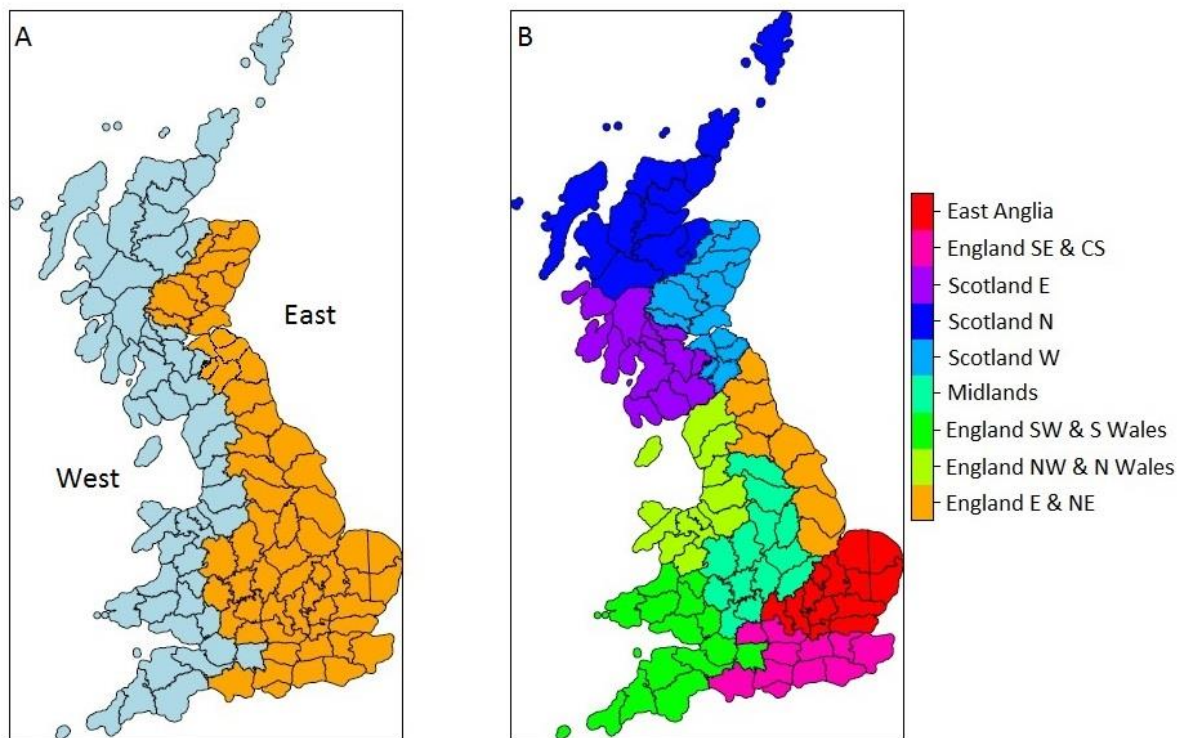 A
East
West
B
East Anglia
England SE & CS
Scotland E
Scotland N
Scotland W
Midlands
England SW & S Wales
England NW & N Wales
England E & NE